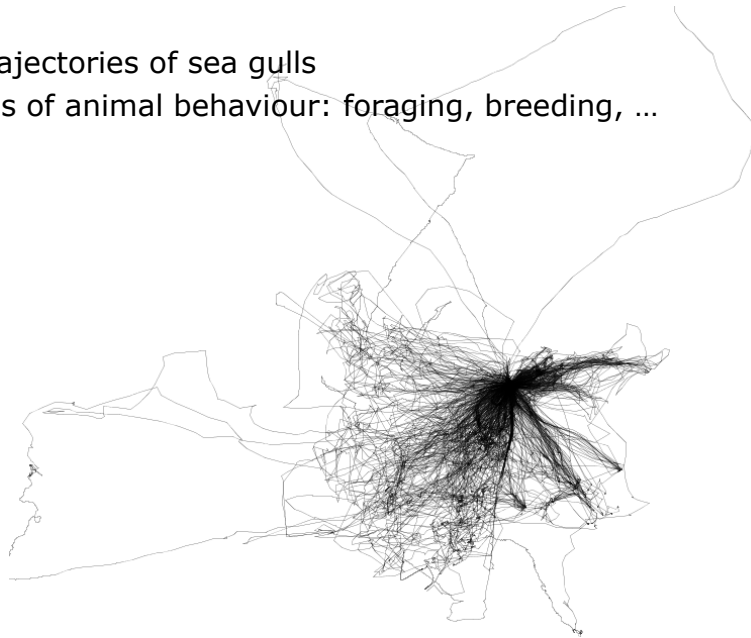 ajectories of sea gulls
s of animal behaviour: foraging, breeding, …